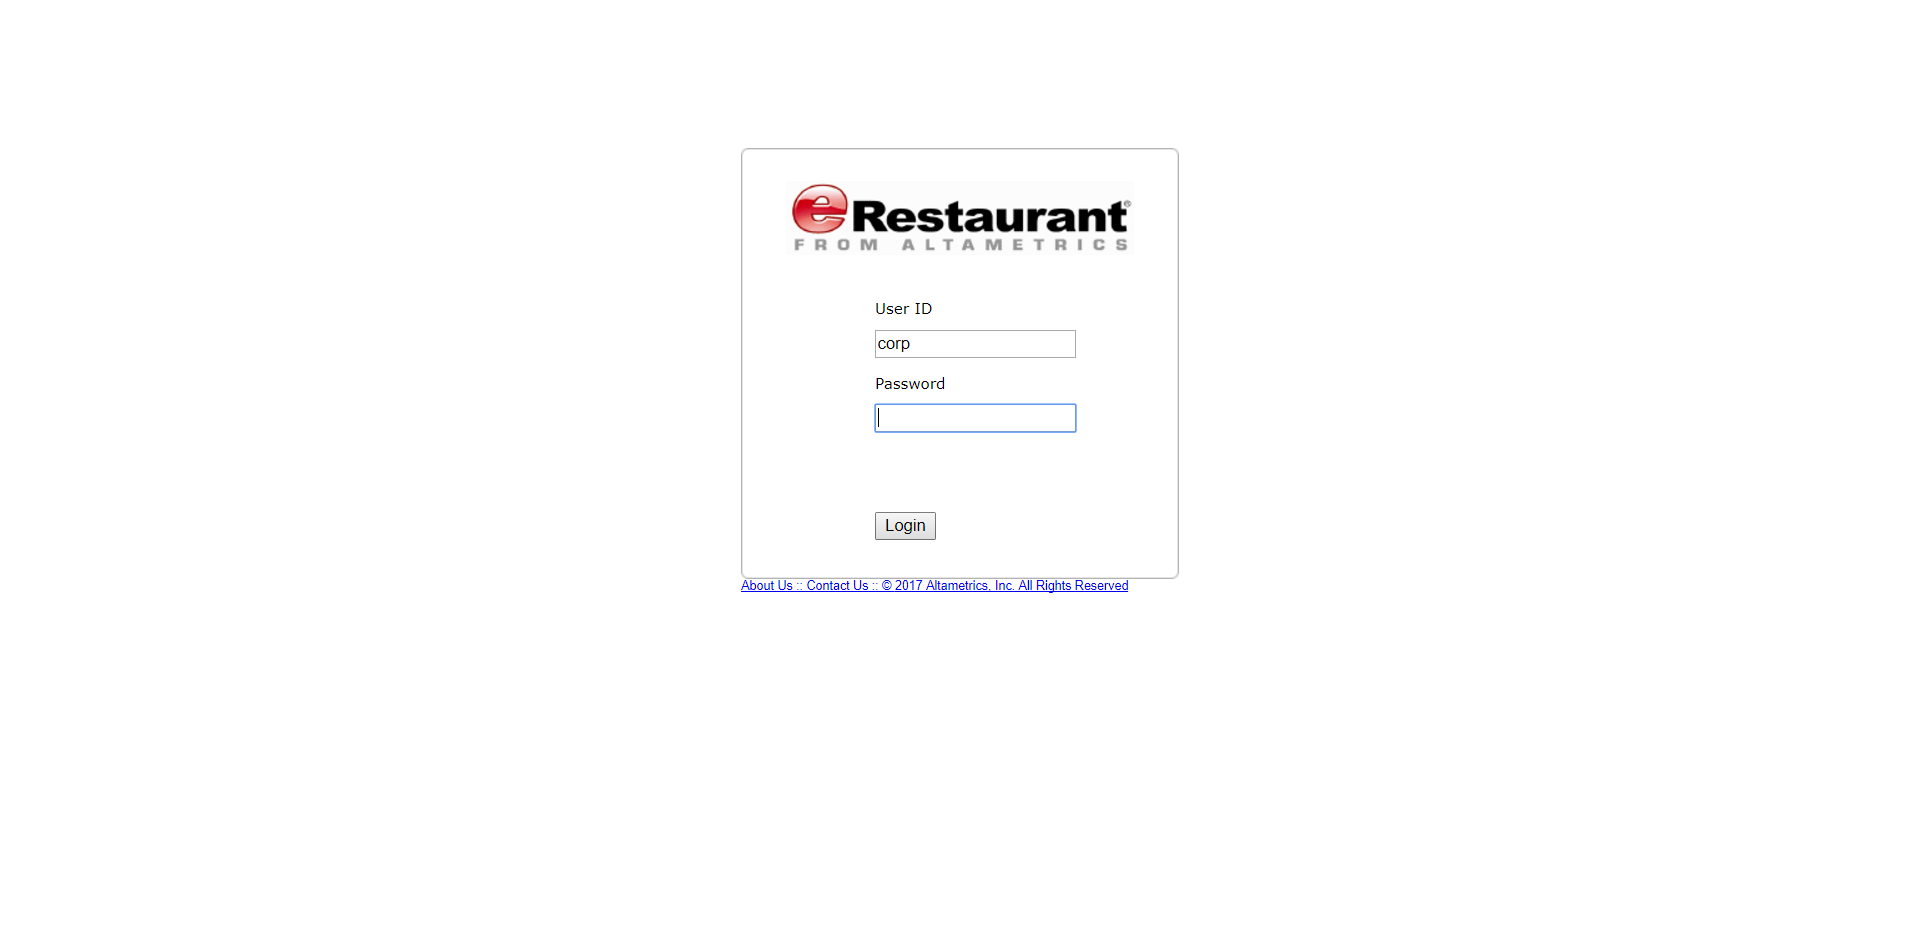 eRestaurant®
FROM ALTAMETRICS
User ID
corp
Password
Login
About Us :: Contact Us :: © 2017 Altametrics, Inc. All Rights Reserved